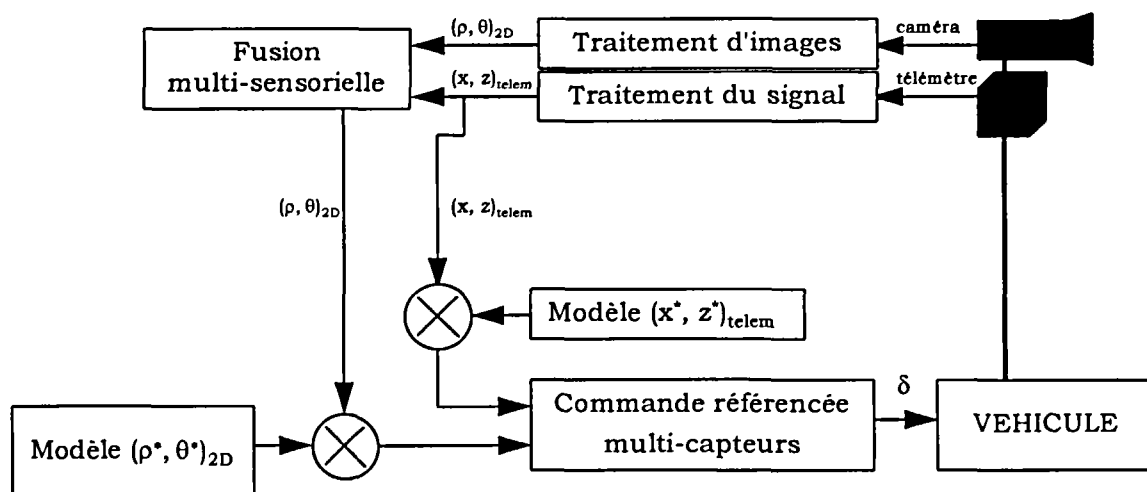 Fusion
multi-sensorielle
(ρ, θ)2D
Traitement d'images
caméra
(x, z)telem
Traitement du signal
télémètre
(ρ, θ)2D
(x, z)telem
Modèle (x*, z*)telem
Modèle (ρ*, θ*)2D
Commande référencée
multi-capteurs
δ
VEHICULE